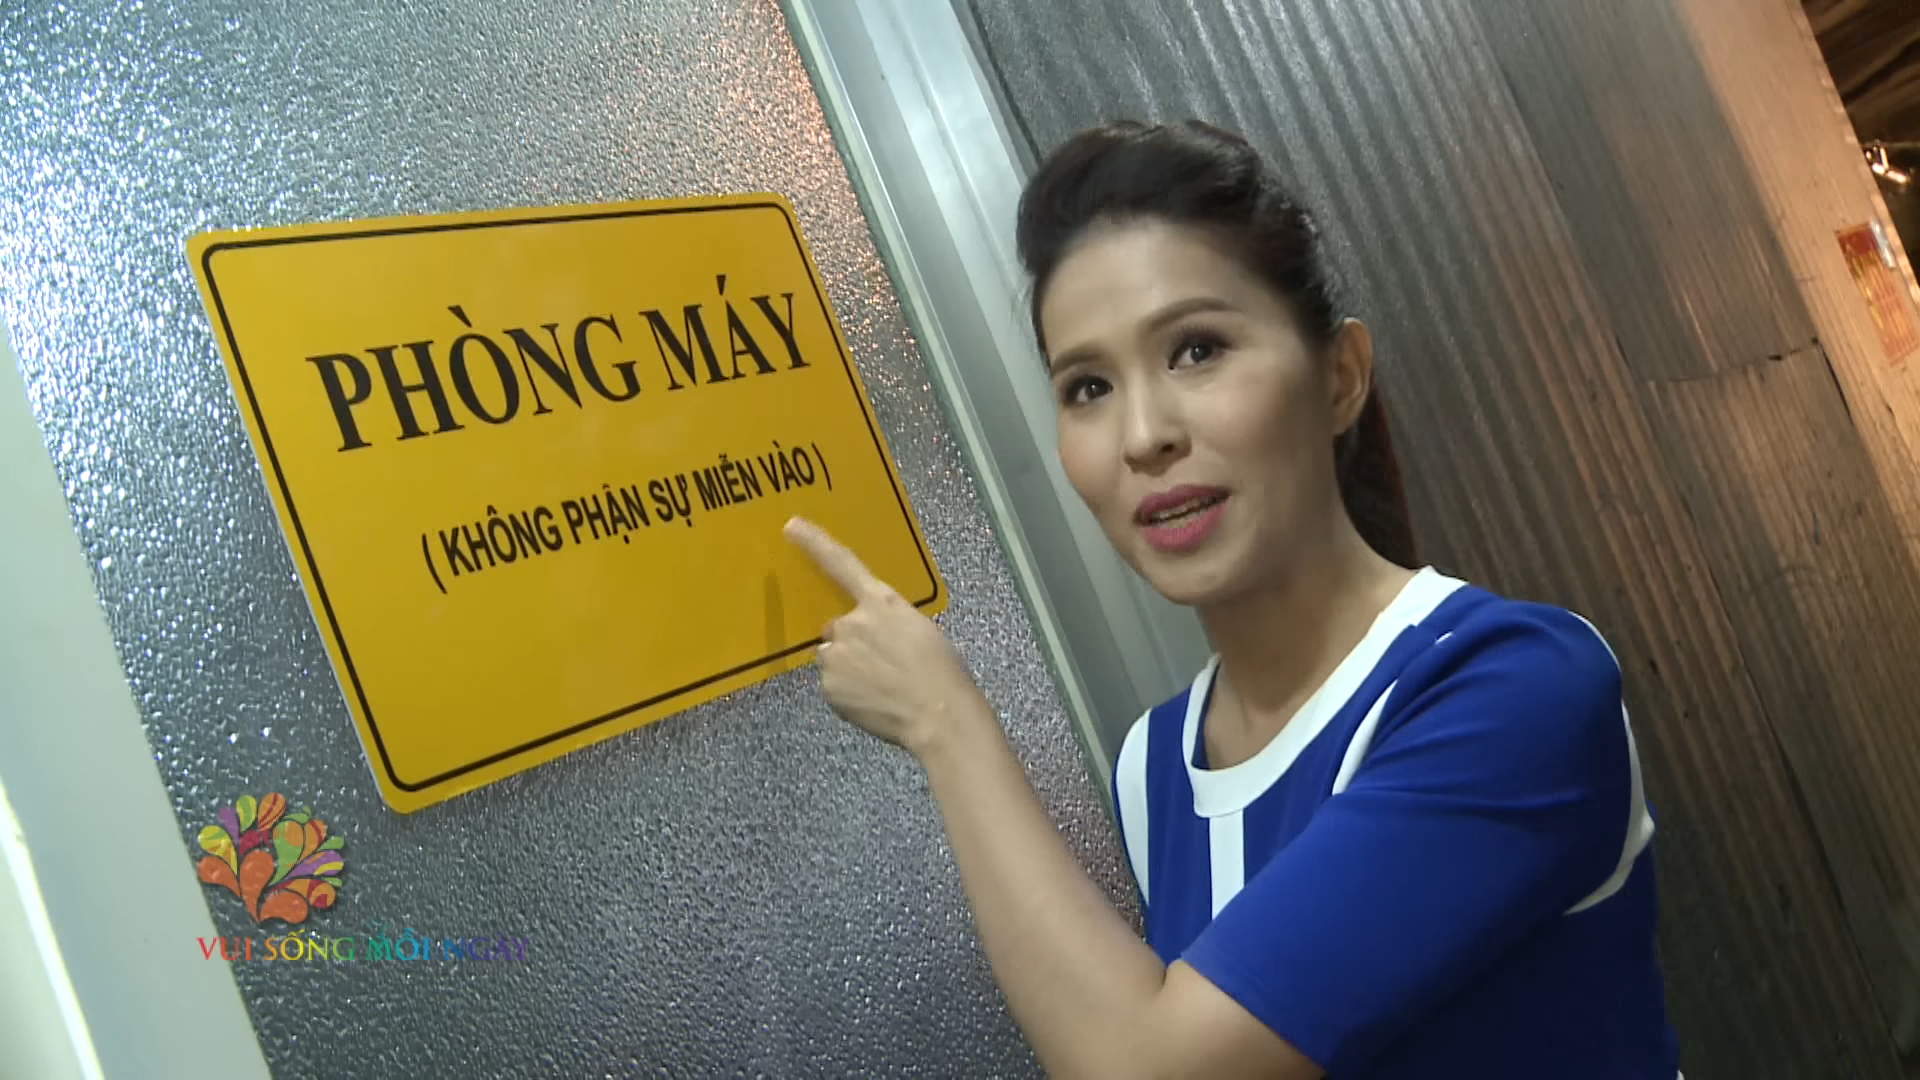 PHÒNG MÁY
( KHÔNG PHẬN SỰ MIỄN VÀO )
VUI SỐNG MỖI NGÀY